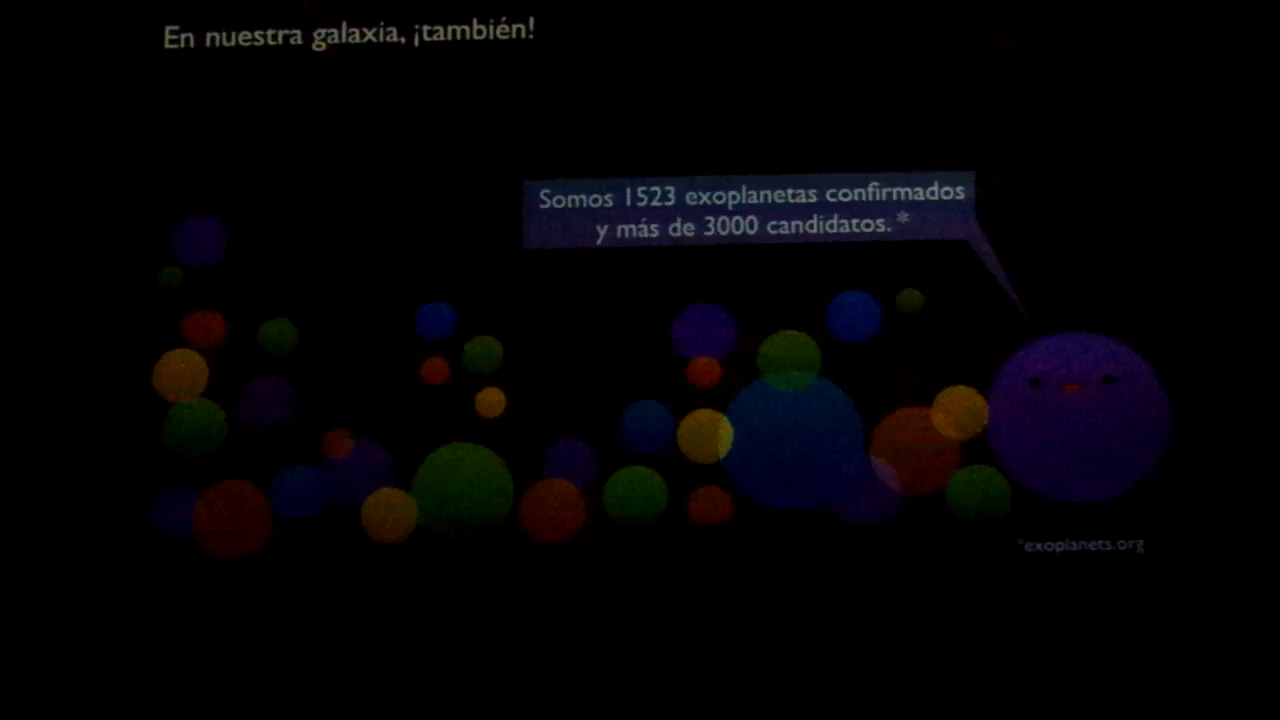 En nuestra galaxia, ¡también!
Somos 1523 exoplanetas confirmados
y más de 3000 candidatos.*
*exoplanets.org